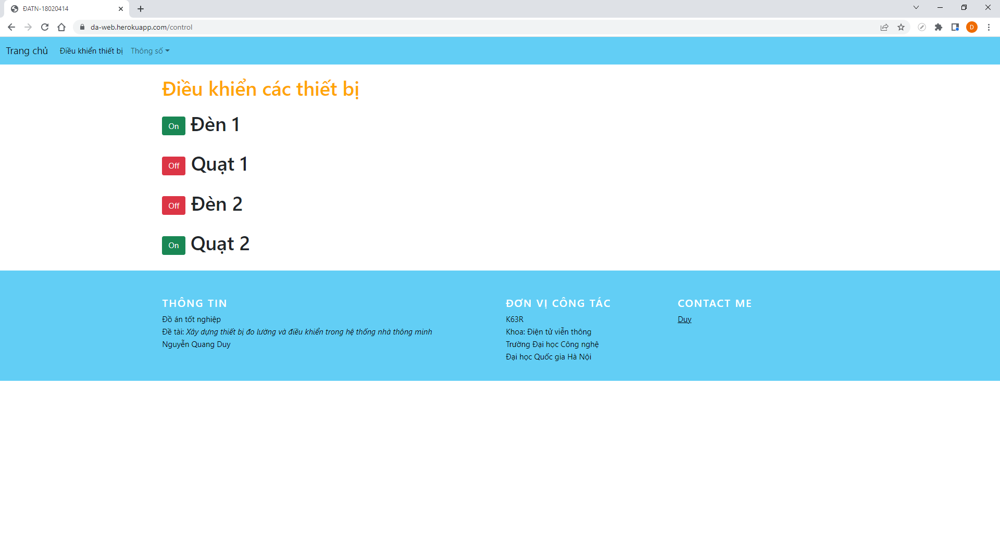 ĐATN-18020414
da-web.herokuapp.com/control
D
Trang chủ Điều khiển thiết bị Thông số
Điều khiển các thiết bị
On Đèn 1
Off Quạt 1
Off Đèn 2
On Quạt 2
THÔNG TIN
Đồ án tốt nghiệp
Đề tài: Xây dựng thiết bị đo lường và điều khiển trong hệ thống nhà thông minh
Nguyễn Quang Duy
ĐƠN VỊ CÔNG TÁC
K63R
Khoa: Điện tử viễn thông
Trường Đại học Công nghệ
Đại học Quốc gia Hà Nội
CONTACT ME
Duy